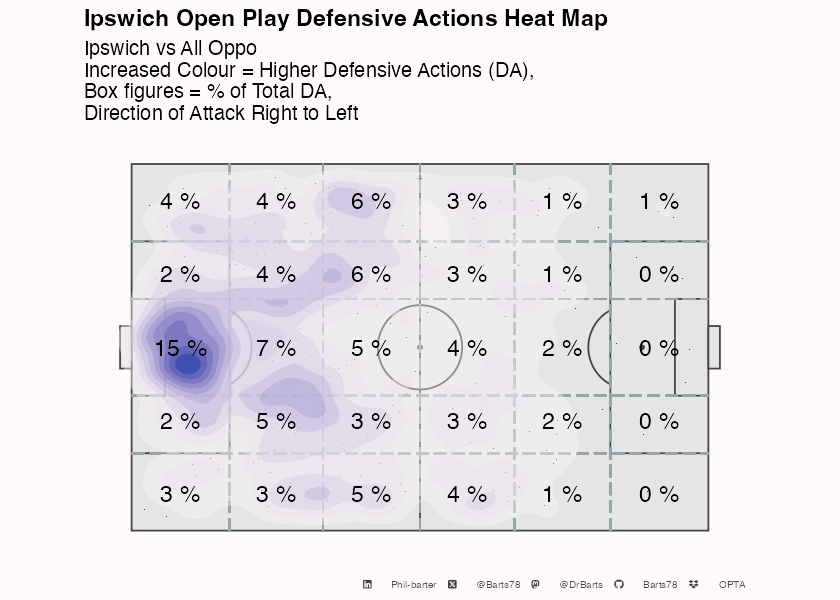 Ipswich Open Play Defensive Actions Heat Map
Ipswich vs All Oppo
Increased Colour = Higher Defensive Actions (DA),
Box figures = % of Total DA,
Direction of Attack Right to Left
4 % 4 % 6 % 3 % 1 % 1 %
2 % 4 % 6 % 3 % 1 % 0 %
15 % 7 % 5 % 4 % 2 % 0 %
2 % 5 % 3 % 3 % 2 % 0 %
3 % 3 % 5 % 4 % 1 % 0 %
Phil-barter @Barts78 @DrBarts Barts78 OPTA